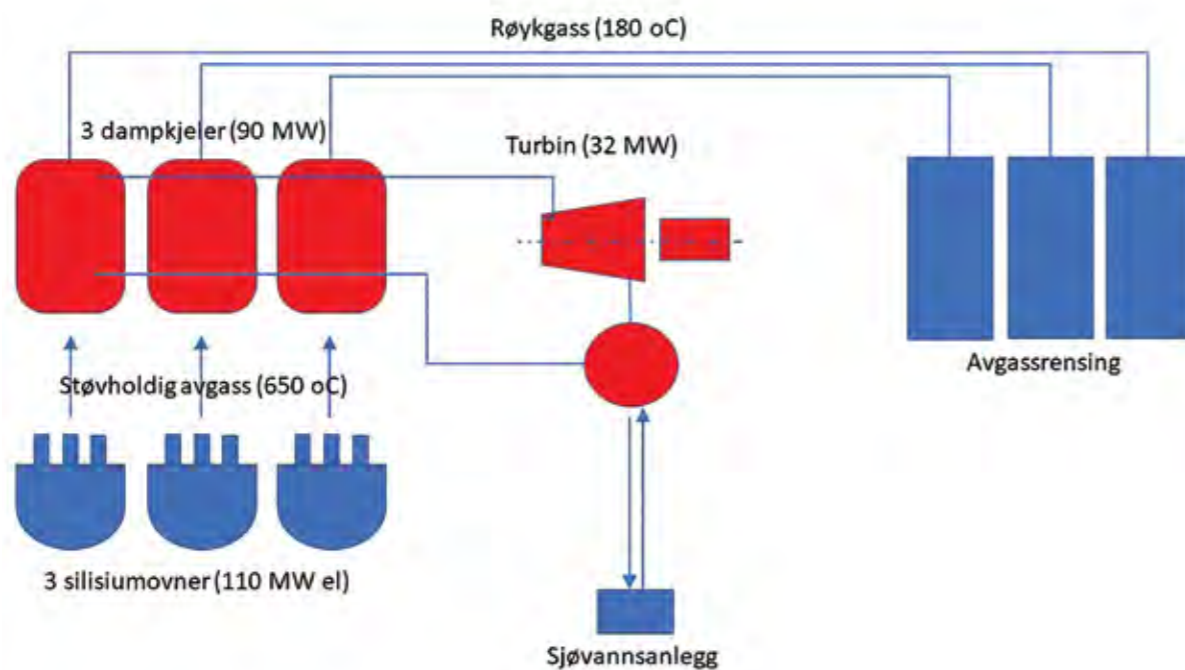 Røykgass (180 oC)
3 dampkjeler (90 MW)
Turbin (32 MW)
Avgassrensing
Støvholdig avgass (650 oC)
3 silisiumovner (110 MW el)
Sjøvannsanlegg